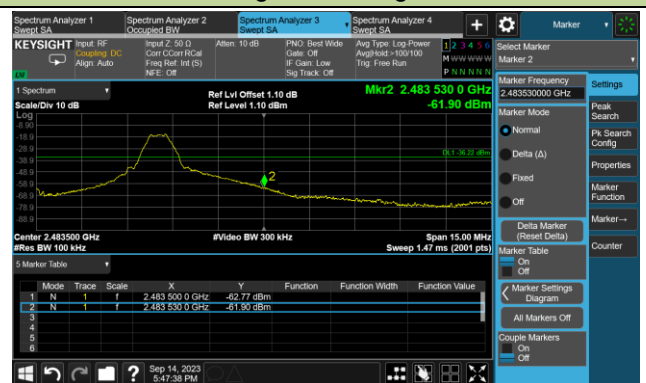 Spectrum Analyzer 1
Swept SA
Spectrum Analyzer 2
Occupied BW
Spectrum Analyzer 3
Swept SA
Spectrum Analyzer 4
Swept SA
+
Marker
KEYSIGHT
Input: RF
Coupling: DC
Align: Auto
Input Z: 50 Ω
Corr CCorr RCal
Freq Ref: Int (S)
NFE: Off
Atten: 10 dB
PNO: Best Wide
Gate: Off
IF Gain: Low
Sig Track: Off
Avg Type: Log-Power
Avg|Hold:>100/100
Trig: Free Run
1 2 3 4 5 6
M W W W W W
P N N N N N
LW
Select Marker
Marker 2
1 Spectrum
Scale/Div 10 dB
Ref Lvl Offset 1.10 dB
Ref Level 1.10 dBm
Mkr2 2.483 530 0 GHz
-61.90 dBm
Log
-8.90
-18.9
-28.9
-38.9
-48.9
-58.9
-68.9
-78.9
-88.9
DL1 -36.22 dBm
2
Center 2.483500 GHz
#Res BW 100 kHz
#Video BW 300 kHz
Span 15.00 MHz
Sweep 1.47 ms (2001 pts)
5 Marker Table
Mode Trace Scale X Y Function Function Width Function Value
1 N 1 f 2.483 500 0 GHz -62.77 dBm
2 N 1 f 2.483 530 0 GHz -61.90 dBm
3
4
5
6
Marker Frequency
2.483530000 GHz
Marker Mode
Normal
Delta (Δ)
Fixed
Off
Delta Marker
(Reset Delta)
Marker Table
On
Off
Marker Settings
Diagram
All Markers Off
Couple Markers
On
Off
Settings
Peak
Search
Pk Search
Config
Properties
Marker
Function
Marker→
Counter
?
Sep 14, 2023
5:47:38 PM